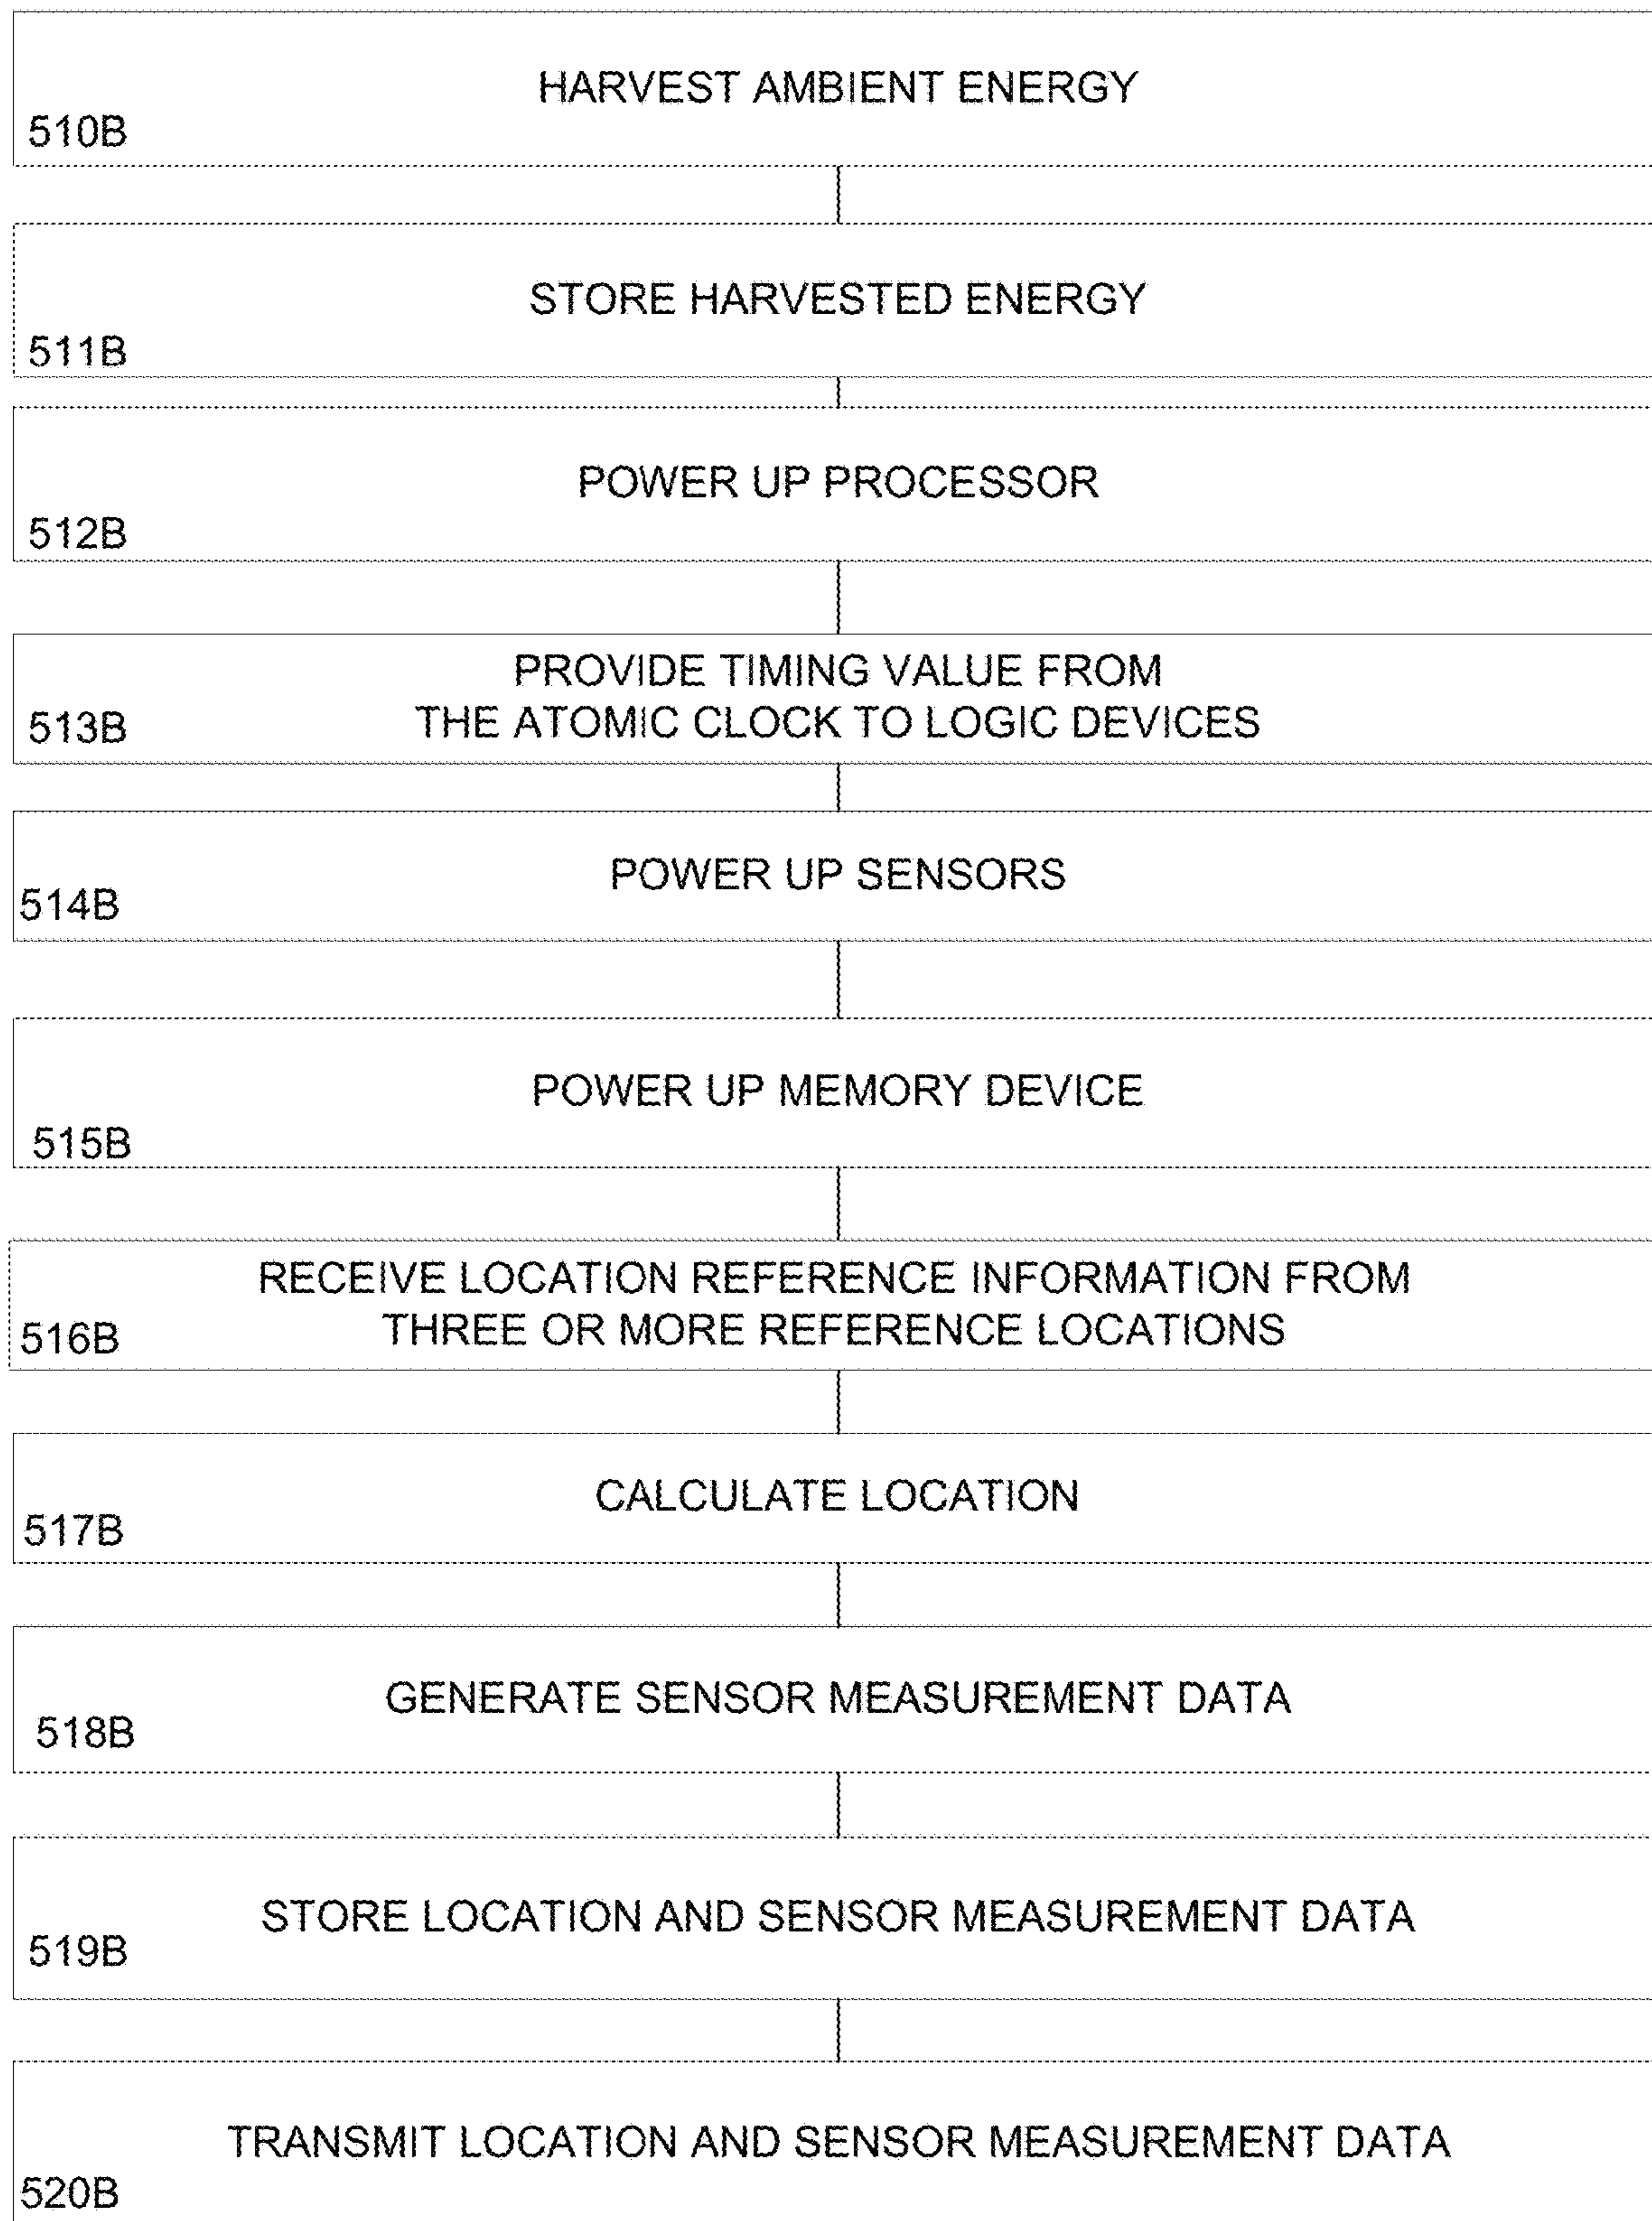 HARVEST AMBIENT ENERGY
510B
STORE HARVESTED ENERGY
511B
POWER UP PROCESSOR
512B
PROVIDE TIMING VALUE FROM
THE ATOMIC CLOCK TO LOGIC DEVICES
513B
POWER UP SENSORS
514B
POWER UP MEMORY DEVICE
515B
RECEIVE LOCATION REFERENCE INFORMATION FROM
THREE OR MORE REFERENCE LOCATIONS
516B
CALCULATE LOCATION
517B
GENERATE SENSOR MEASUREMENT DATA
518B
STORE LOCATION AND SENSOR MEASUREMENT DATA
519B
TRANSMIT LOCATION AND SENSOR MEASUREMENT DATA
520B